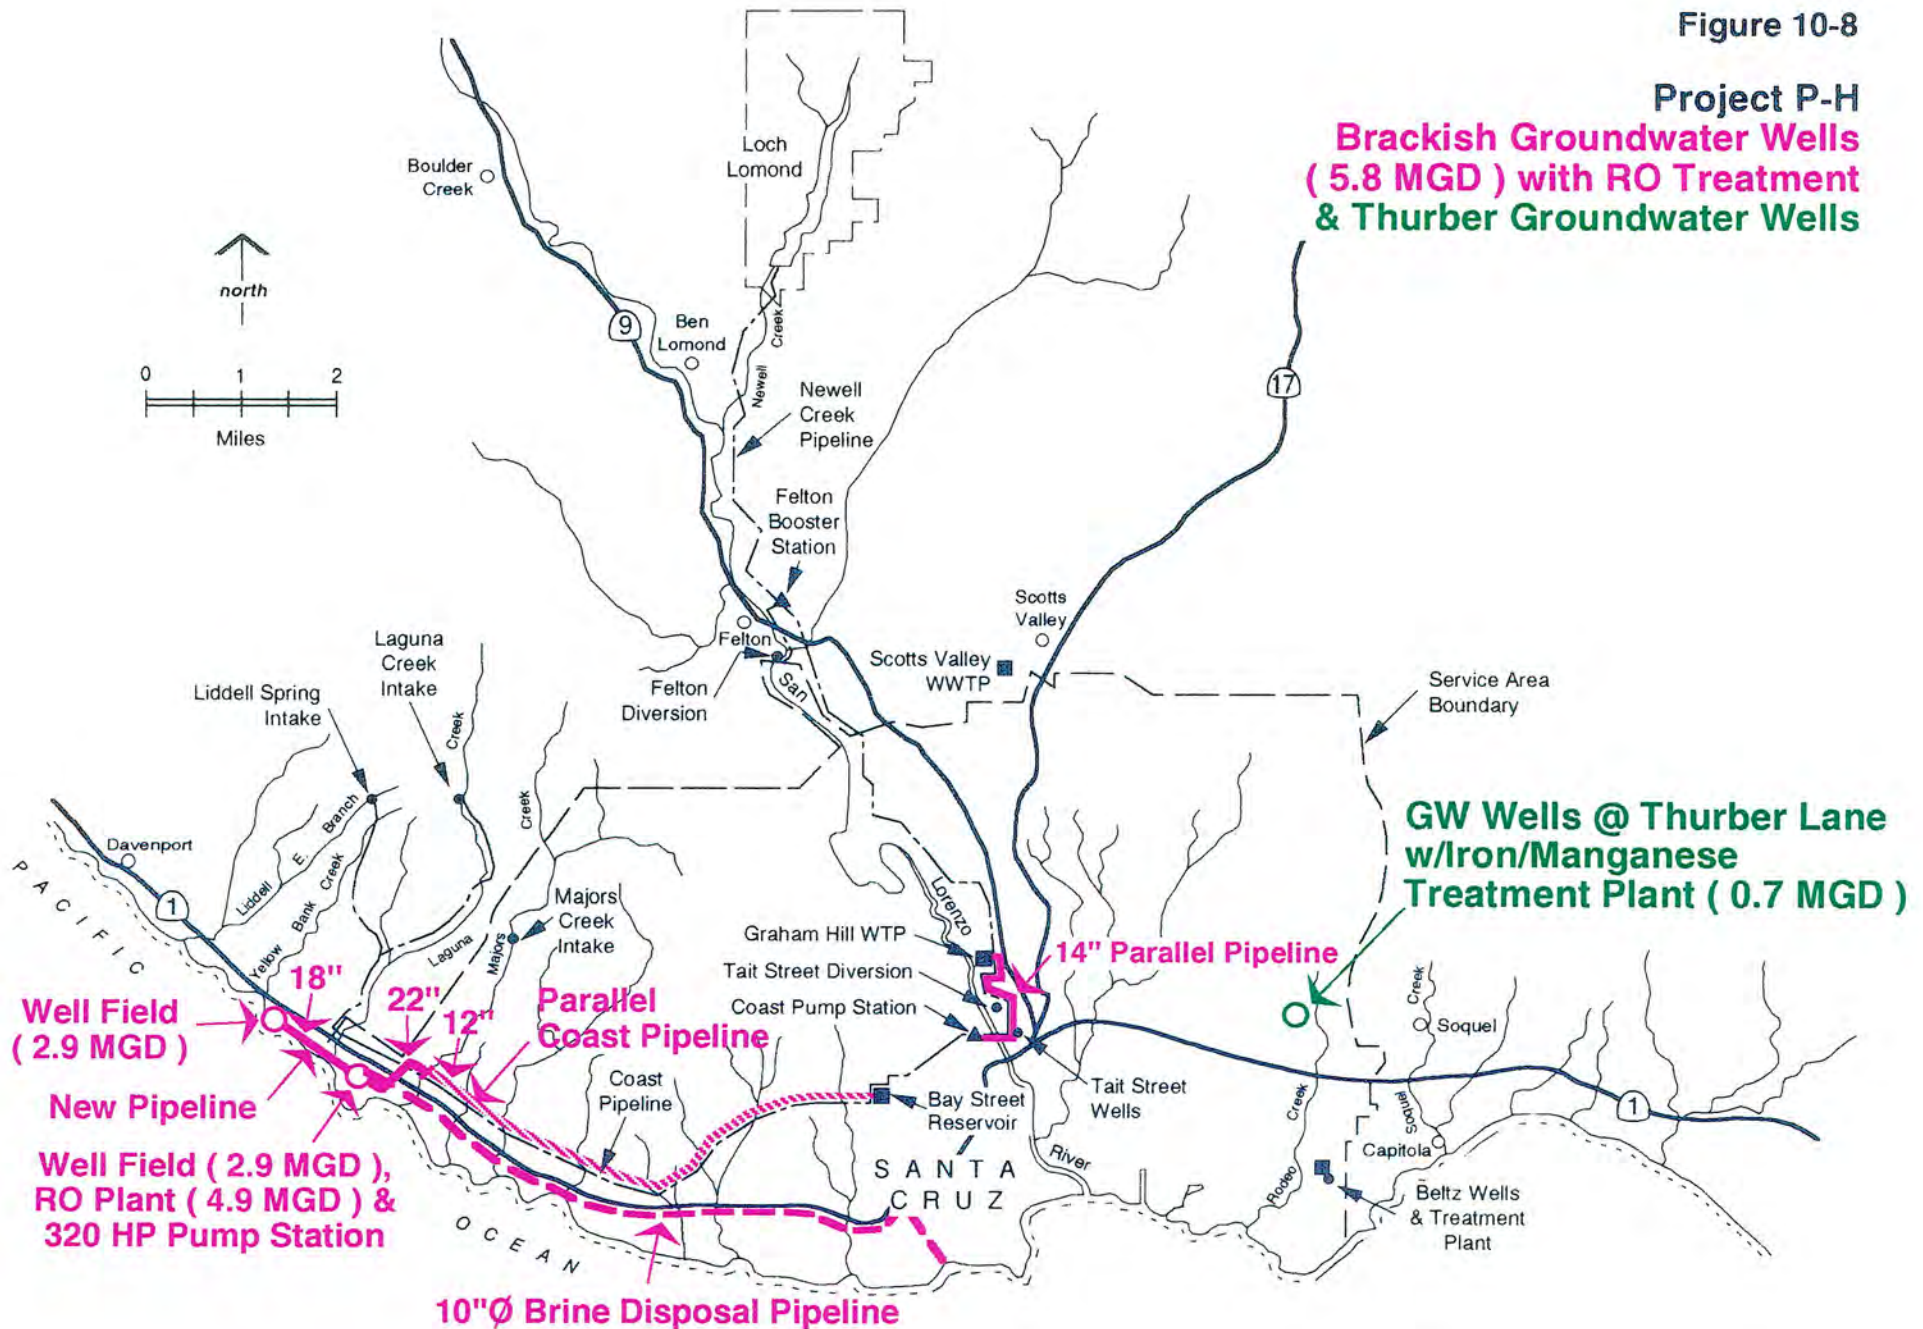 Figure 10-8
Project P-H
Brackish Groundwater Wells
( 5.8 MGD ) with RO Treatment
& Thurber Groundwater Wells
Loch
Lomond
Boulder
Creek
north
0 1 2
Miles
9
Ben
Lomond
Creek
Newell
17
Newell
Creek
Pipeline
Felton
Booster
Station
Scotts
Valley
Felton
Scotts Valley
WWTP
Felton
Diversion
San
Service Area
Boundary
Laguna
Creek
Intake
Liddell Spring
Intake
Creek
Creek
Branch
E.
Liddell
Davenport
PACIFIC
1
Creek
Bank
Yellow
Laguna
Majors
Majors
Creek
Intake
Lorenzo
GW Wells @ Thurber Lane
w/Iron/Manganese
Treatment Plant ( 0.7 MGD )
Graham Hill WTP
Tait Street Diversion
Coast Pump Station
14" Parallel Pipeline
18"
22"
12"
Parallel
Coast Pipeline
Well Field
( 2.9 MGD )
New Pipeline
Coast
Pipeline
Bay Street
Reservoir
Tait Street
Wells
Creek
Soquel
Soquel
1
Creek
Rodeo
Capitola
Well Field ( 2.9 MGD ),
RO Plant ( 4.9 MGD ) &
320 HP Pump Station
SANTA
CRUZ
River
Beltz Wells
& Treatment
Plant
OCEAN
10"Ø Brine Disposal Pipeline